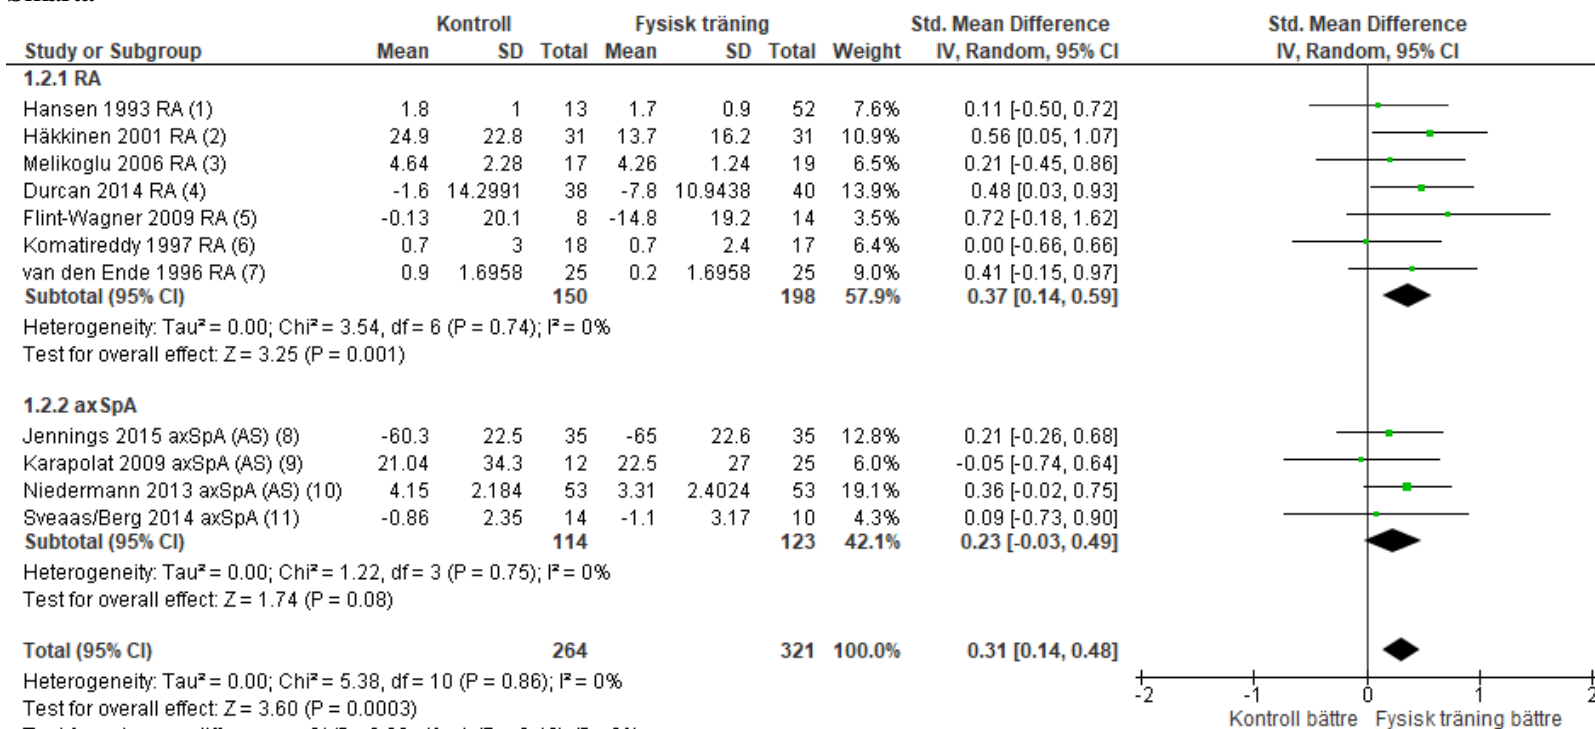 Kontroll Fysisk träning Std. Mean Difference Std. Mean Difference
Study or Subgroup Mean SD Total Mean SD Total Weight IV, Random, 95% CI IV, Random, 95% CI
1.2.1 RA
Hansen 1993 RA (1) 1.8 1 13 1.7 0.9 52 7.6% 0.11 [-0.50, 0.72]
Häkkinen 2001 RA (2) 24.9 22.8 31 13.7 16.2 31 10.9% 0.56 [0.05, 1.07]
Melikoglu 2006 RA (3) 4.64 2.28 17 4.26 1.24 19 6.5% 0.21 [-0.45, 0.86]
Durcan 2014 RA (4) -1.6 14.2991 38 -7.8 10.9438 40 13.9% 0.48 [0.03, 0.93]
Flint-Wagner 2009 RA (5) -0.13 20.1 8 -14.8 19.2 14 3.5% 0.72 [-0.18, 1.62]
Komatireddy 1997 RA (6) 0.7 3 18 0.7 2.4 17 6.4% 0.00 [-0.66, 0.66]
van den Ende 1996 RA (7) 0.9 1.6958 25 0.2 1.6958 25 9.0% 0.41 [-0.15, 0.97]
Subtotal (95% CI) 150 198 57.9% 0.37 [0.14, 0.59]
Heterogeneity: Tau² = 0.00; Chi² = 3.54, df = 6 (P = 0.74); I² = 0%
Test for overall effect: Z = 3.25 (P = 0.001)
1.2.2 axSpA
Jennings 2015 axSpA (AS) (8) -60.3 22.5 35 -65 22.6 35 12.8% 0.21 [-0.26, 0.68]
Karapolat 2009 axSpA (AS) (9) 21.04 34.3 12 22.5 27 25 6.0% -0.05 [-0.74, 0.64]
Niedermann 2013 axSpA (AS) (10) 4.15 2.184 53 3.31 2.4024 53 19.1% 0.36 [-0.02, 0.75]
Sveaas/Berg 2014 axSpA (11) -0.86 2.35 14 -1.1 3.17 10 4.3% 0.09 [-0.73, 0.90]
Subtotal (95% CI) 114 123 42.1% 0.23 [-0.03, 0.49]
Heterogeneity: Tau² = 0.00; Chi² = 1.22, df = 3 (P = 0.75); I² = 0%
Test for overall effect: Z = 1.74 (P = 0.08)
Total (95% CI) 264 321 100.0% 0.31 [0.14, 0.48]
Heterogeneity: Tau² = 0.00; Chi² = 5.38, df = 10 (P = 0.86); I² = 0%
Test for overall effect: Z = 3.60 (P = 0.0003)
-2 -1 0 1 2
Kontroll bättre Fysisk träning bättre